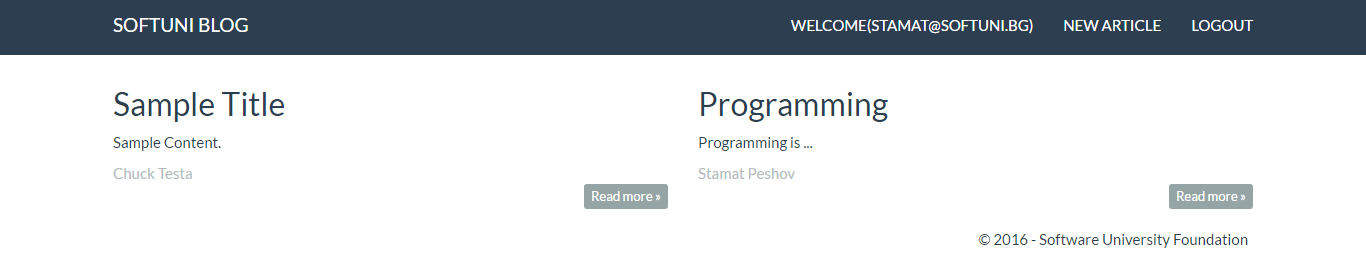 SOFTUNI BLOG WELCOME(STAMAT@SOFTUNI.BG) NEW ARTICLE LOGOUT
Sample Title
Sample Content.
Chuck Testa
Read more »
Programming
Programming is ...
Stamat Peshov
Read more »
© 2016 - Software University Foundation